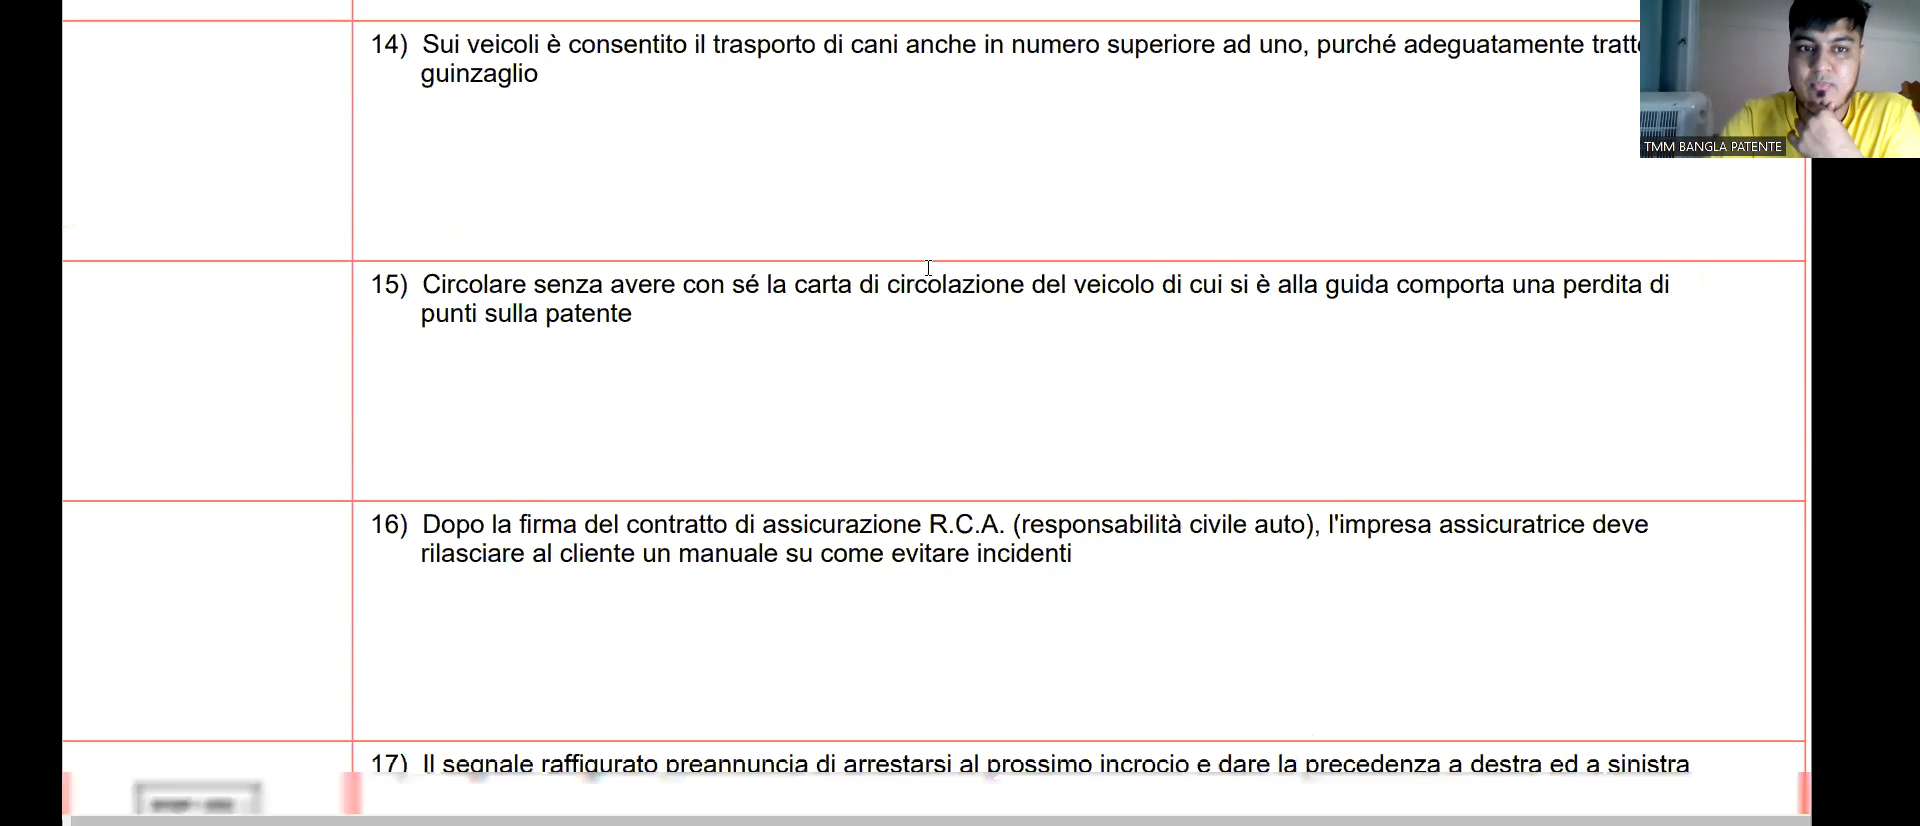 14) Sui veicoli è consentito il trasporto di cani anche in numero superiore ad uno, purché adeguatamente
guinzaglio
TMM BANGLA PATENTE
15) Circolare senza avere con sé la carta di circolazione del veicolo di cui si è alla guida comporta una perdita di
punti sulla patente
16) Dopo la firma del contratto di assicurazione R.C.A. (responsabilità civile auto), l'impresa assicuratrice deve
rilasciare al cliente un manuale su come evitare incidenti
17) Il segnale raffigurato preannuncia di arrestarsi al prossimo incrocio e dare la precedenza a destra ed a sinistra